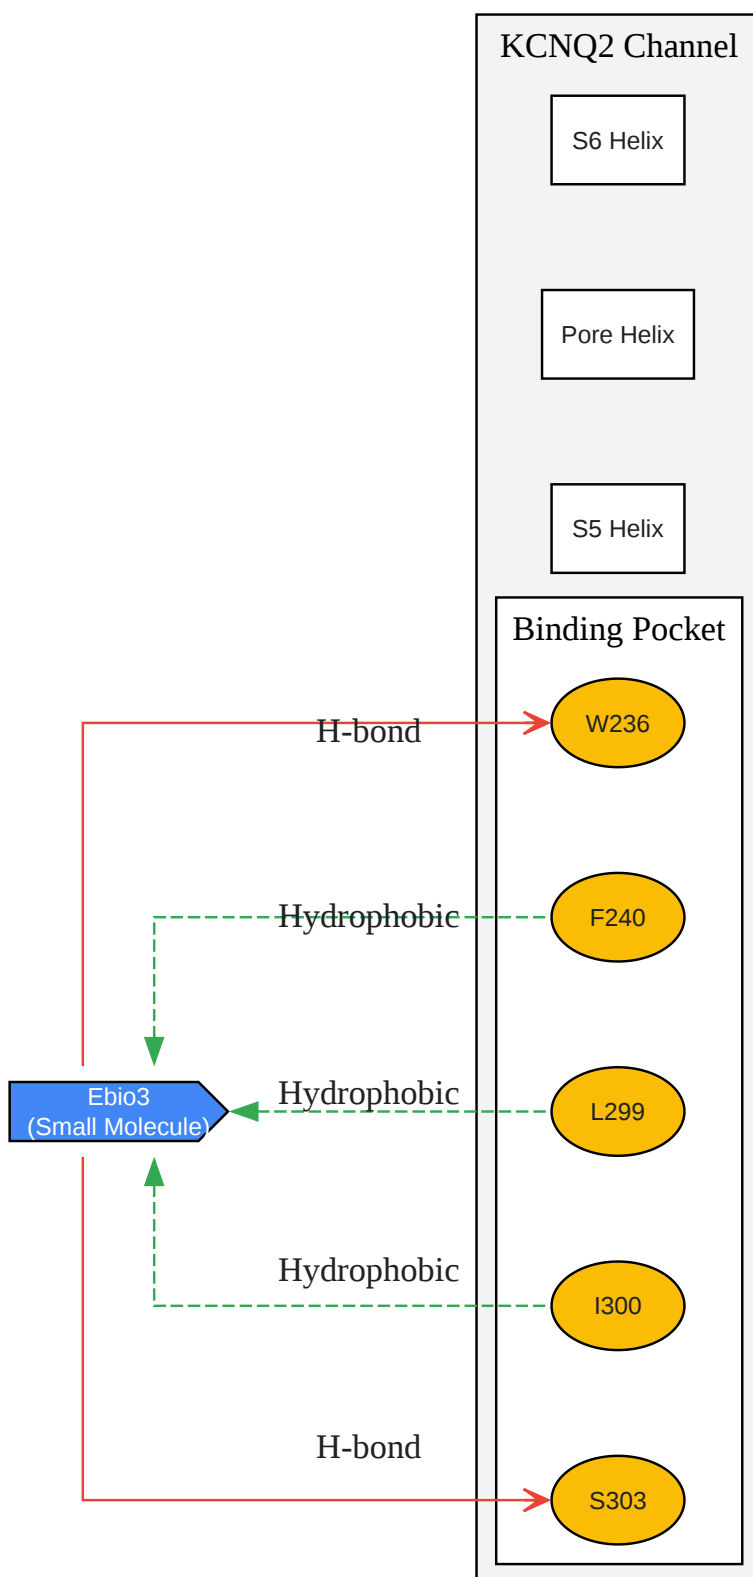 KCNQ2 Channel
S6 Helix
Pore Helix
S5 Helix
Binding Pocket
H-bond
W236
Hydrophobic
F240
Ebio3
(Small Molecule)
Hydrophobic
L299
Hydrophobic
I300
H-bond
S303